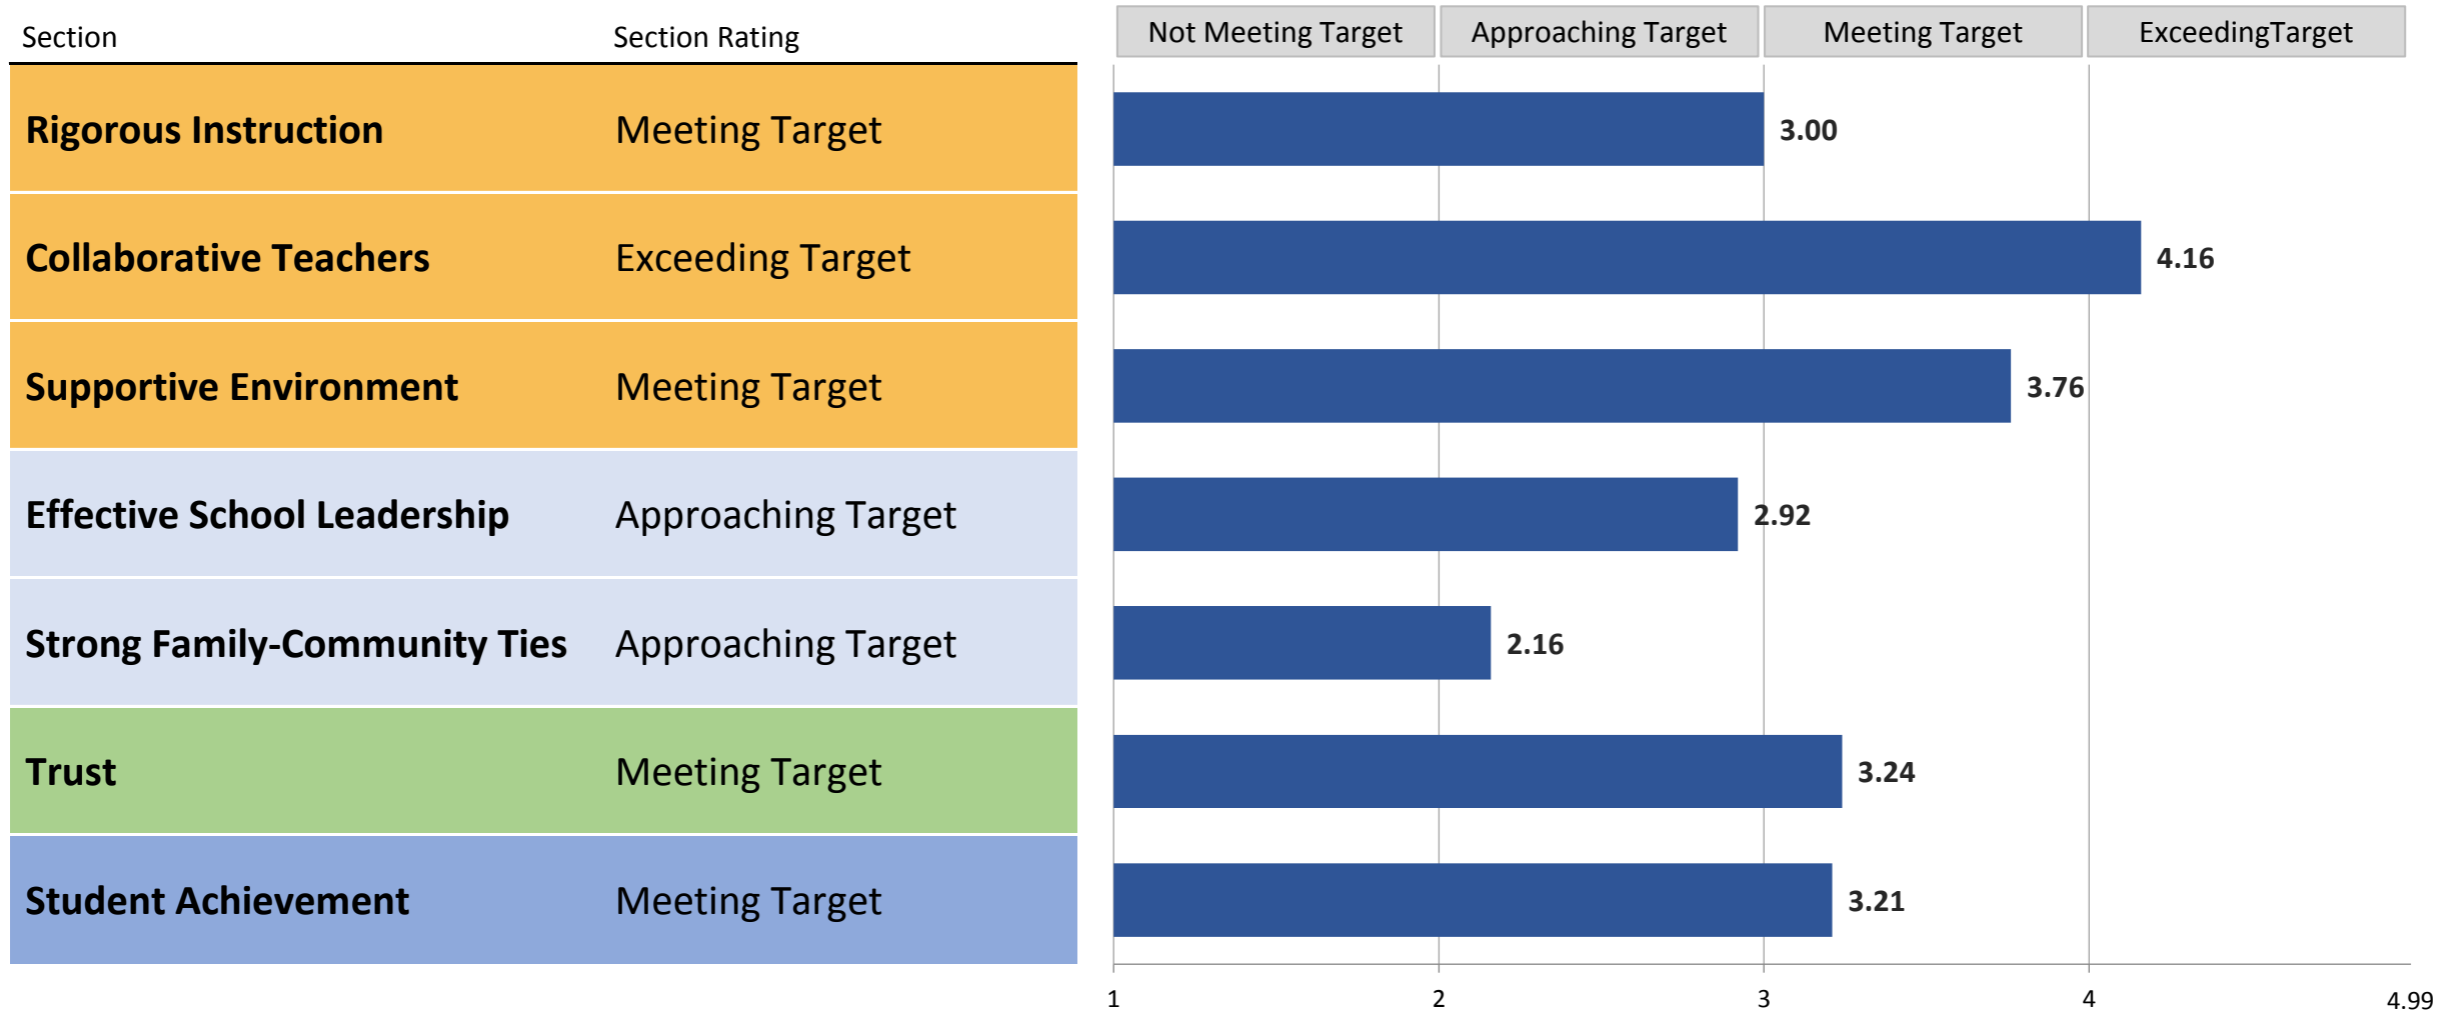 Section Section Rating Not Meeting Target Approaching Target Meeting Target ExceedingTarget
Rigorous Instruction Meeting Target 3.00
Collaborative Teachers Exceeding Target 4.16
Supportive Environment Meeting Target 3.76
Effective School Leadership Approaching Target 2.92
Strong Family-Community Ties Approaching Target 2.16
Trust Meeting Target 3.24
Student Achievement Meeting Target 3.21
1 2 3 4 4.99